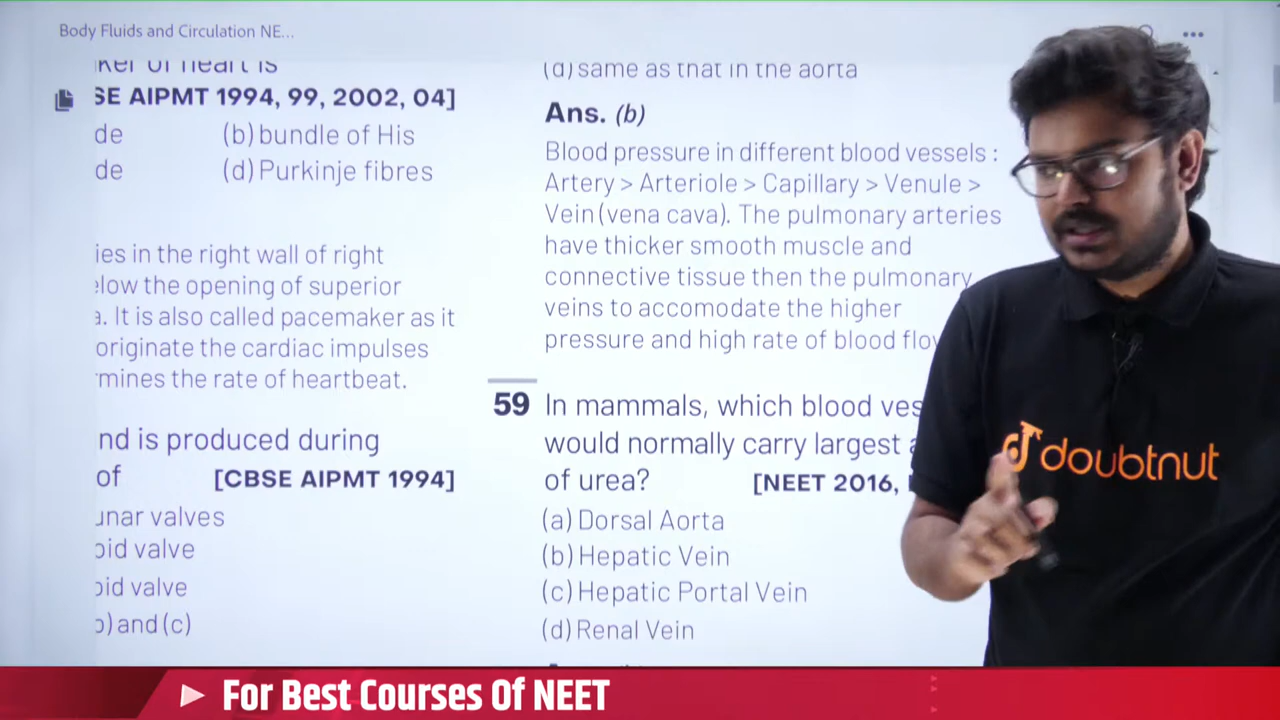 Body Fluids and Circulation NE...
heart is
SE AIPMT 1994, 99, 2002, 04]
de (b) bundle of His
de (d) Purkinje fibres
ies in the right wall of right
elow the opening of superior
a. It is also called pacemaker as it
originate the cardiac impulses
rmines the rate of heartbeat.
nd is produced during
of [CBSE AIPMT 1994]
unar valves
oid valve
oid valve
b) and (c)
(d) same as that in the aorta
Ans. (b)
Blood pressure in different blood vessels :
Artery > Arteriole > Capillary > Venule >
Vein (vena cava). The pulmonary arteries
have thicker smooth muscle and
connective tissue then the pulmonary
veins to accomodate the higher
pressure and high rate of blood flo
59 In mammals, which blood ves
would normally carry largest
of urea? [NEET 2016,
(a) Dorsal Aorta
(b) Hepatic Vein
(c) Hepatic Portal Vein
(d) Renal Vein
doubtnut
For Best Courses Of NEET